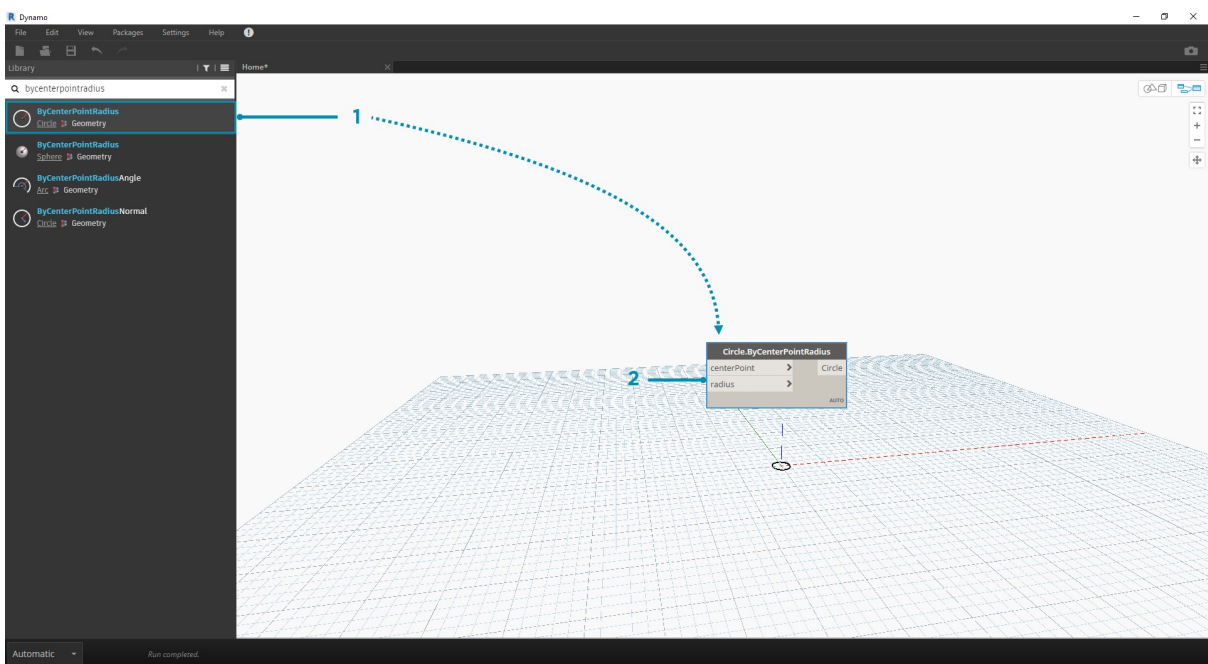 Dynamo
File Edit View Packages Settings Help
Library
Home*
bycenterpointradius
ByCenterPointRadius
Circle Geometry
ByCenterPointRadius
Sphere Geometry
ByCenterPointRadiusAngle
Arc Geometry
ByCenterPointRadiusNormal
Circle Geometry
1
Circle.ByCenterPointRadius
centerPoint > Circle
2
radius >
AUTO
Automatic
Run completed.